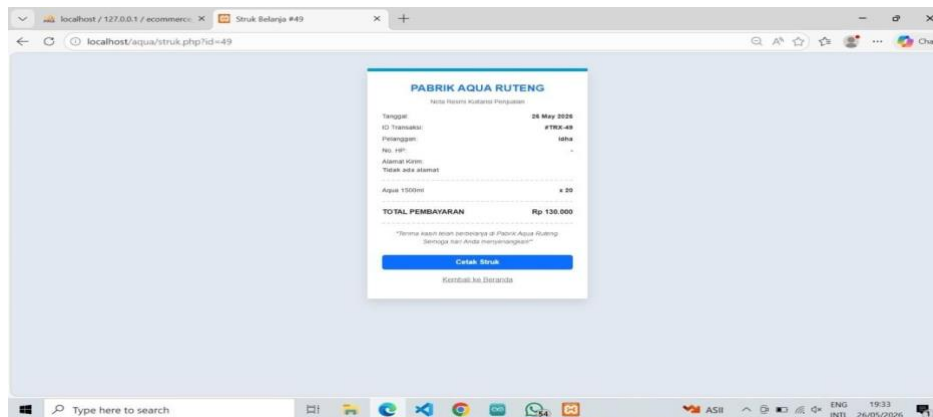 localhost / 127.0.0.1 / ecommerce_
Struk Belanja #49
localhost/aqua/struk.php?id=49
PABRIK AQUA RUTENG
Nota Resmi Kuitansi Penjualan
Tanggal: 26 May 2026
ID Transaksi: #TRX-49
Pelanggan: idha
No. HP: -
Alamat Kirim:
Tidak ada alamat
Aqua 1500ml x 20
TOTAL PEMBAYARAN Rp 130.000
"Terima kasih telah berbelanja di Pabrik Aqua Ruteng.
Semoga hari Anda menyenangkan!"
Cetak Struk
Kembali ke Beranda
Type here to search
54
ASII
ENG
INTL
19:33
26/05/2026